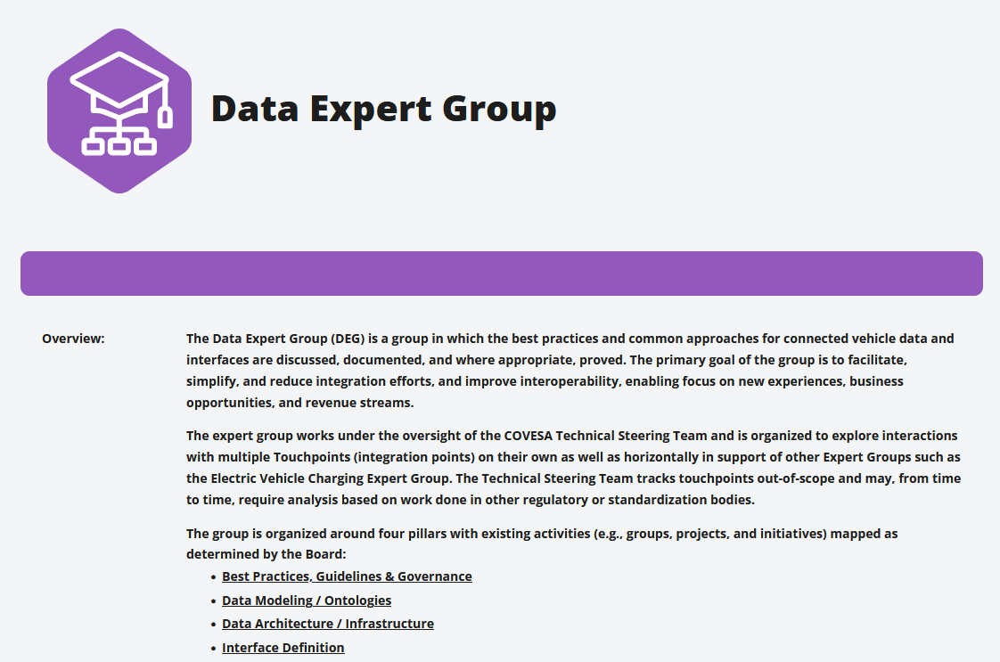 Data Expert Group
Overview:
The Data Expert Group (DEG) is a group in which the best practices and common approaches for connected vehicle data and
interfaces are discussed, documented, and where appropriate, proved. The primary goal of the group is to facilitate,
simplify, and reduce integration efforts, and improve interoperability, enabling focus on new experiences, business
opportunities, and revenue streams.
The expert group works under the oversight of the COVESA Technical Steering Team and is organized to explore interactions
with multiple Touchpoints (integration points) on their own as well as horizontally in support of other Expert Groups such as
the Electric Vehicle Charging Expert Group. The Technical Steering Team tracks touchpoints out-of-scope and may, from time
to time, require analysis based on work done in other regulatory or standardization bodies.
The group is organized around four pillars with existing activities (e.g., groups, projects, and initiatives) mapped as
determined by the Board:
• Best Practices, Guidelines & Governance
• Data Modeling / Ontologies
• Data Architecture / Infrastructure
• Interface Definition